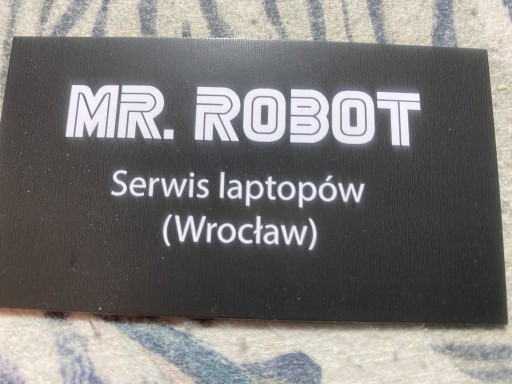 MR. ROBOT
Serwis laptopów
(Wrocław)